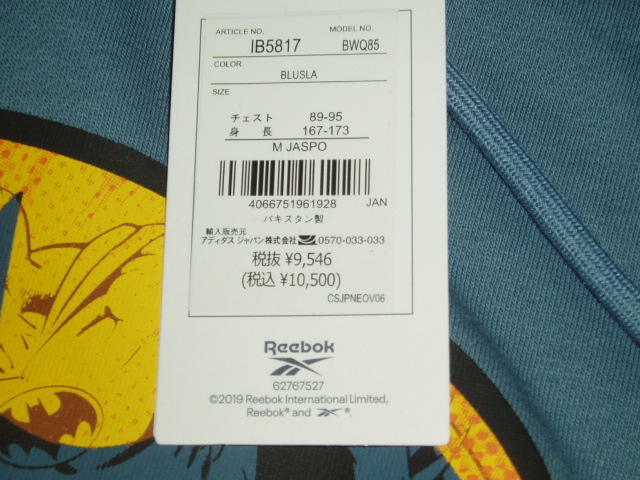 ARTICLE NO. MODEL NO.
IB5817 BWQ85
COLOR
BLUSLA
SIZE
チェスト 89-95
身 長 167-173
M JASPO
4066751961928 JAN
パキスタン製
輸入販売元
アディダス ジャパン株式会社 0570-033-033
税抜 ¥9,546
(税込 ¥10,500)
CSJPNEOV06
Reebok
62767527
©2019 Reebok International Limited,
Reebok® and ®.